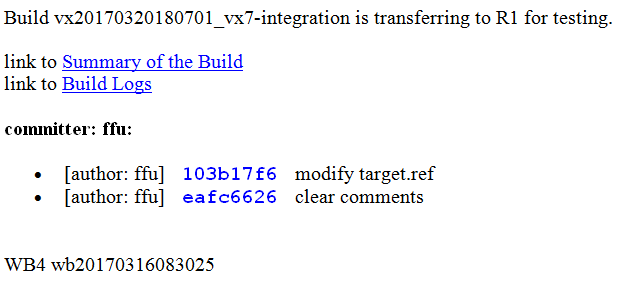 Build vx20170320180701_vx7-integration is transferring to R1 for testing.
link to Summary of the Build
link to Build Logs
committer: ffu:
• [author: ffu] 103b17f6 modify target.ref
• [author: ffu] eafc6626 clear comments
WB4 wb20170316083025